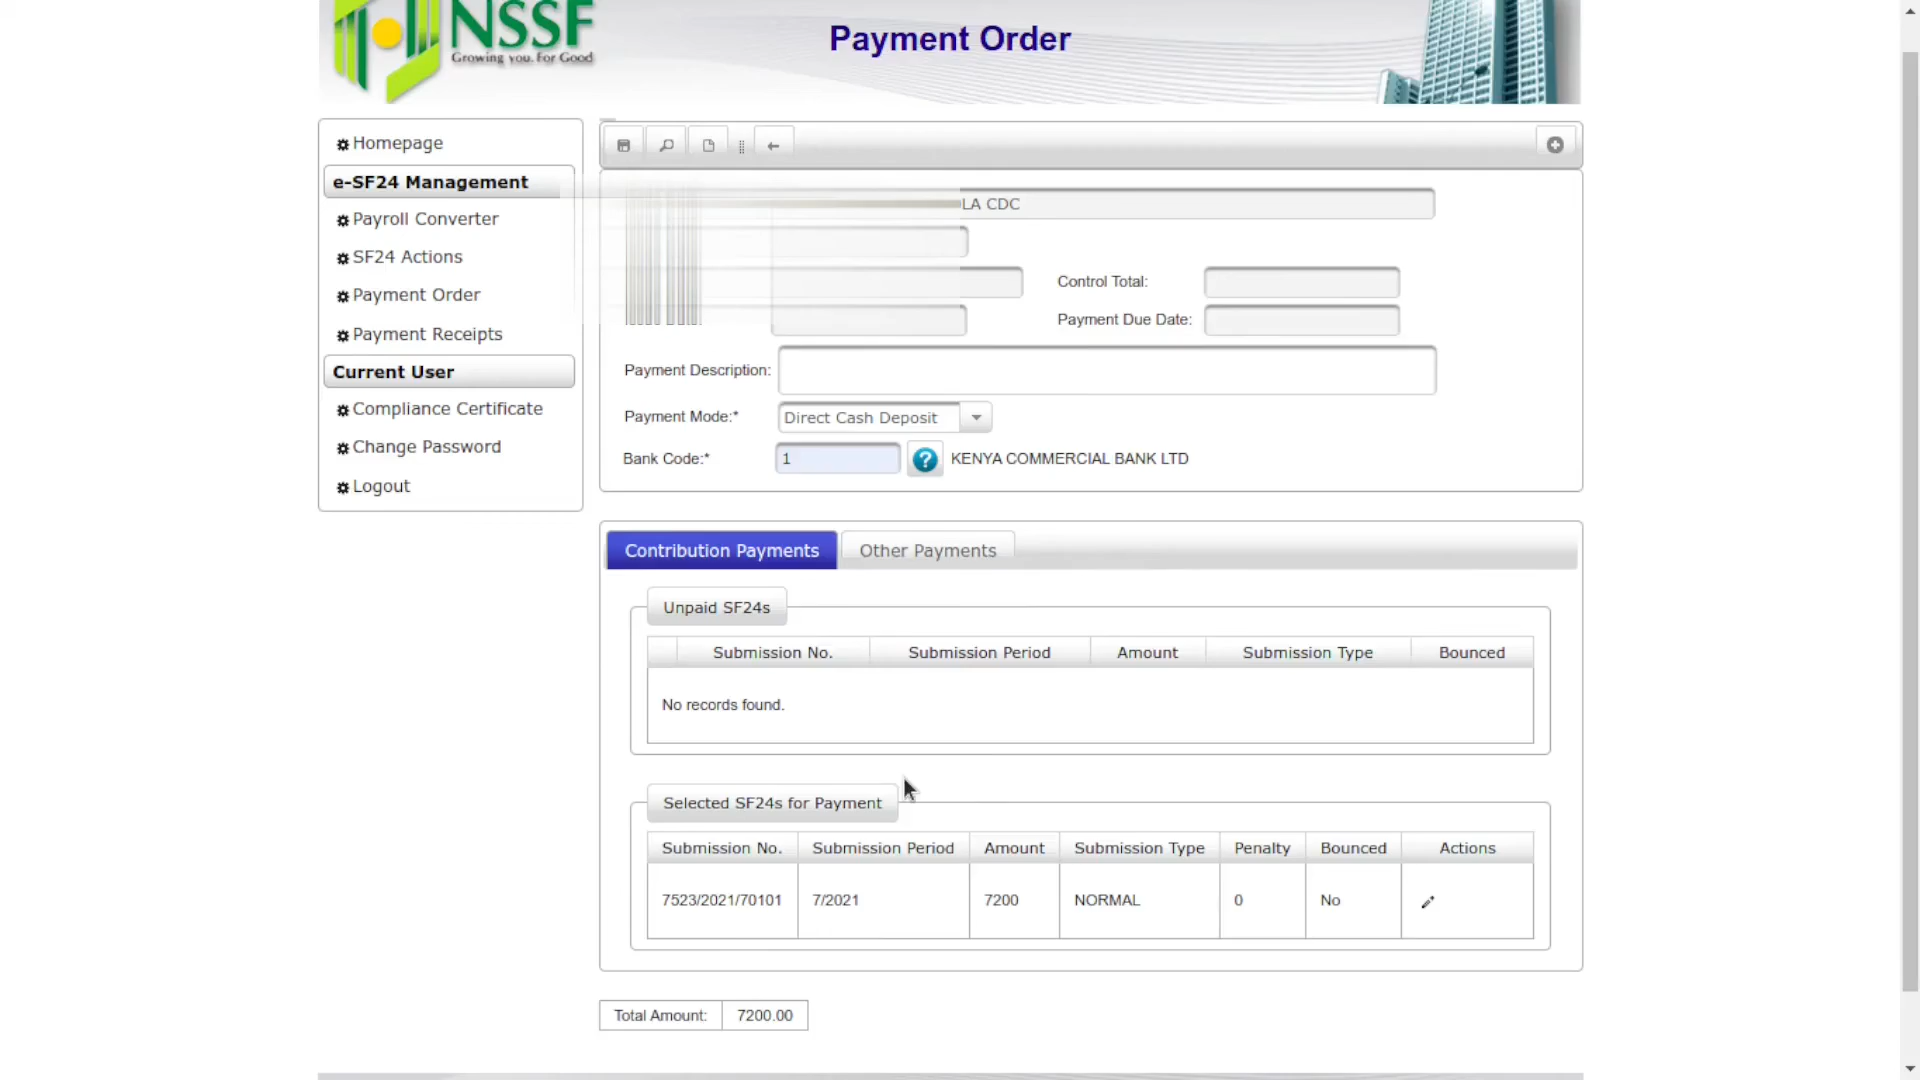 NSSF
Growing you. For Good
Payment Order
Homepage
e-SF24 Management
Payroll Converter
SF24 Actions
Payment Order
Payment Receipts
Current User
Compliance Certificate
Change Password
Logout
LA CDC
Control Total:
Payment Due Date:
Payment Description:
Payment Mode:* Direct Cash Deposit
Bank Code:* 1 ? KENYA COMMERCIAL BANK LTD
Contribution Payments Other Payments
Unpaid SF24s
Submission No. Submission Period Amount Submission Type Bounced
No records found.
Selected SF24s for Payment
Submission No. Submission Period Amount Submission Type Penalty Bounced Actions
7523/2021/70101 7/2021 7200 NORMAL 0 No
Total Amount: 7200.00